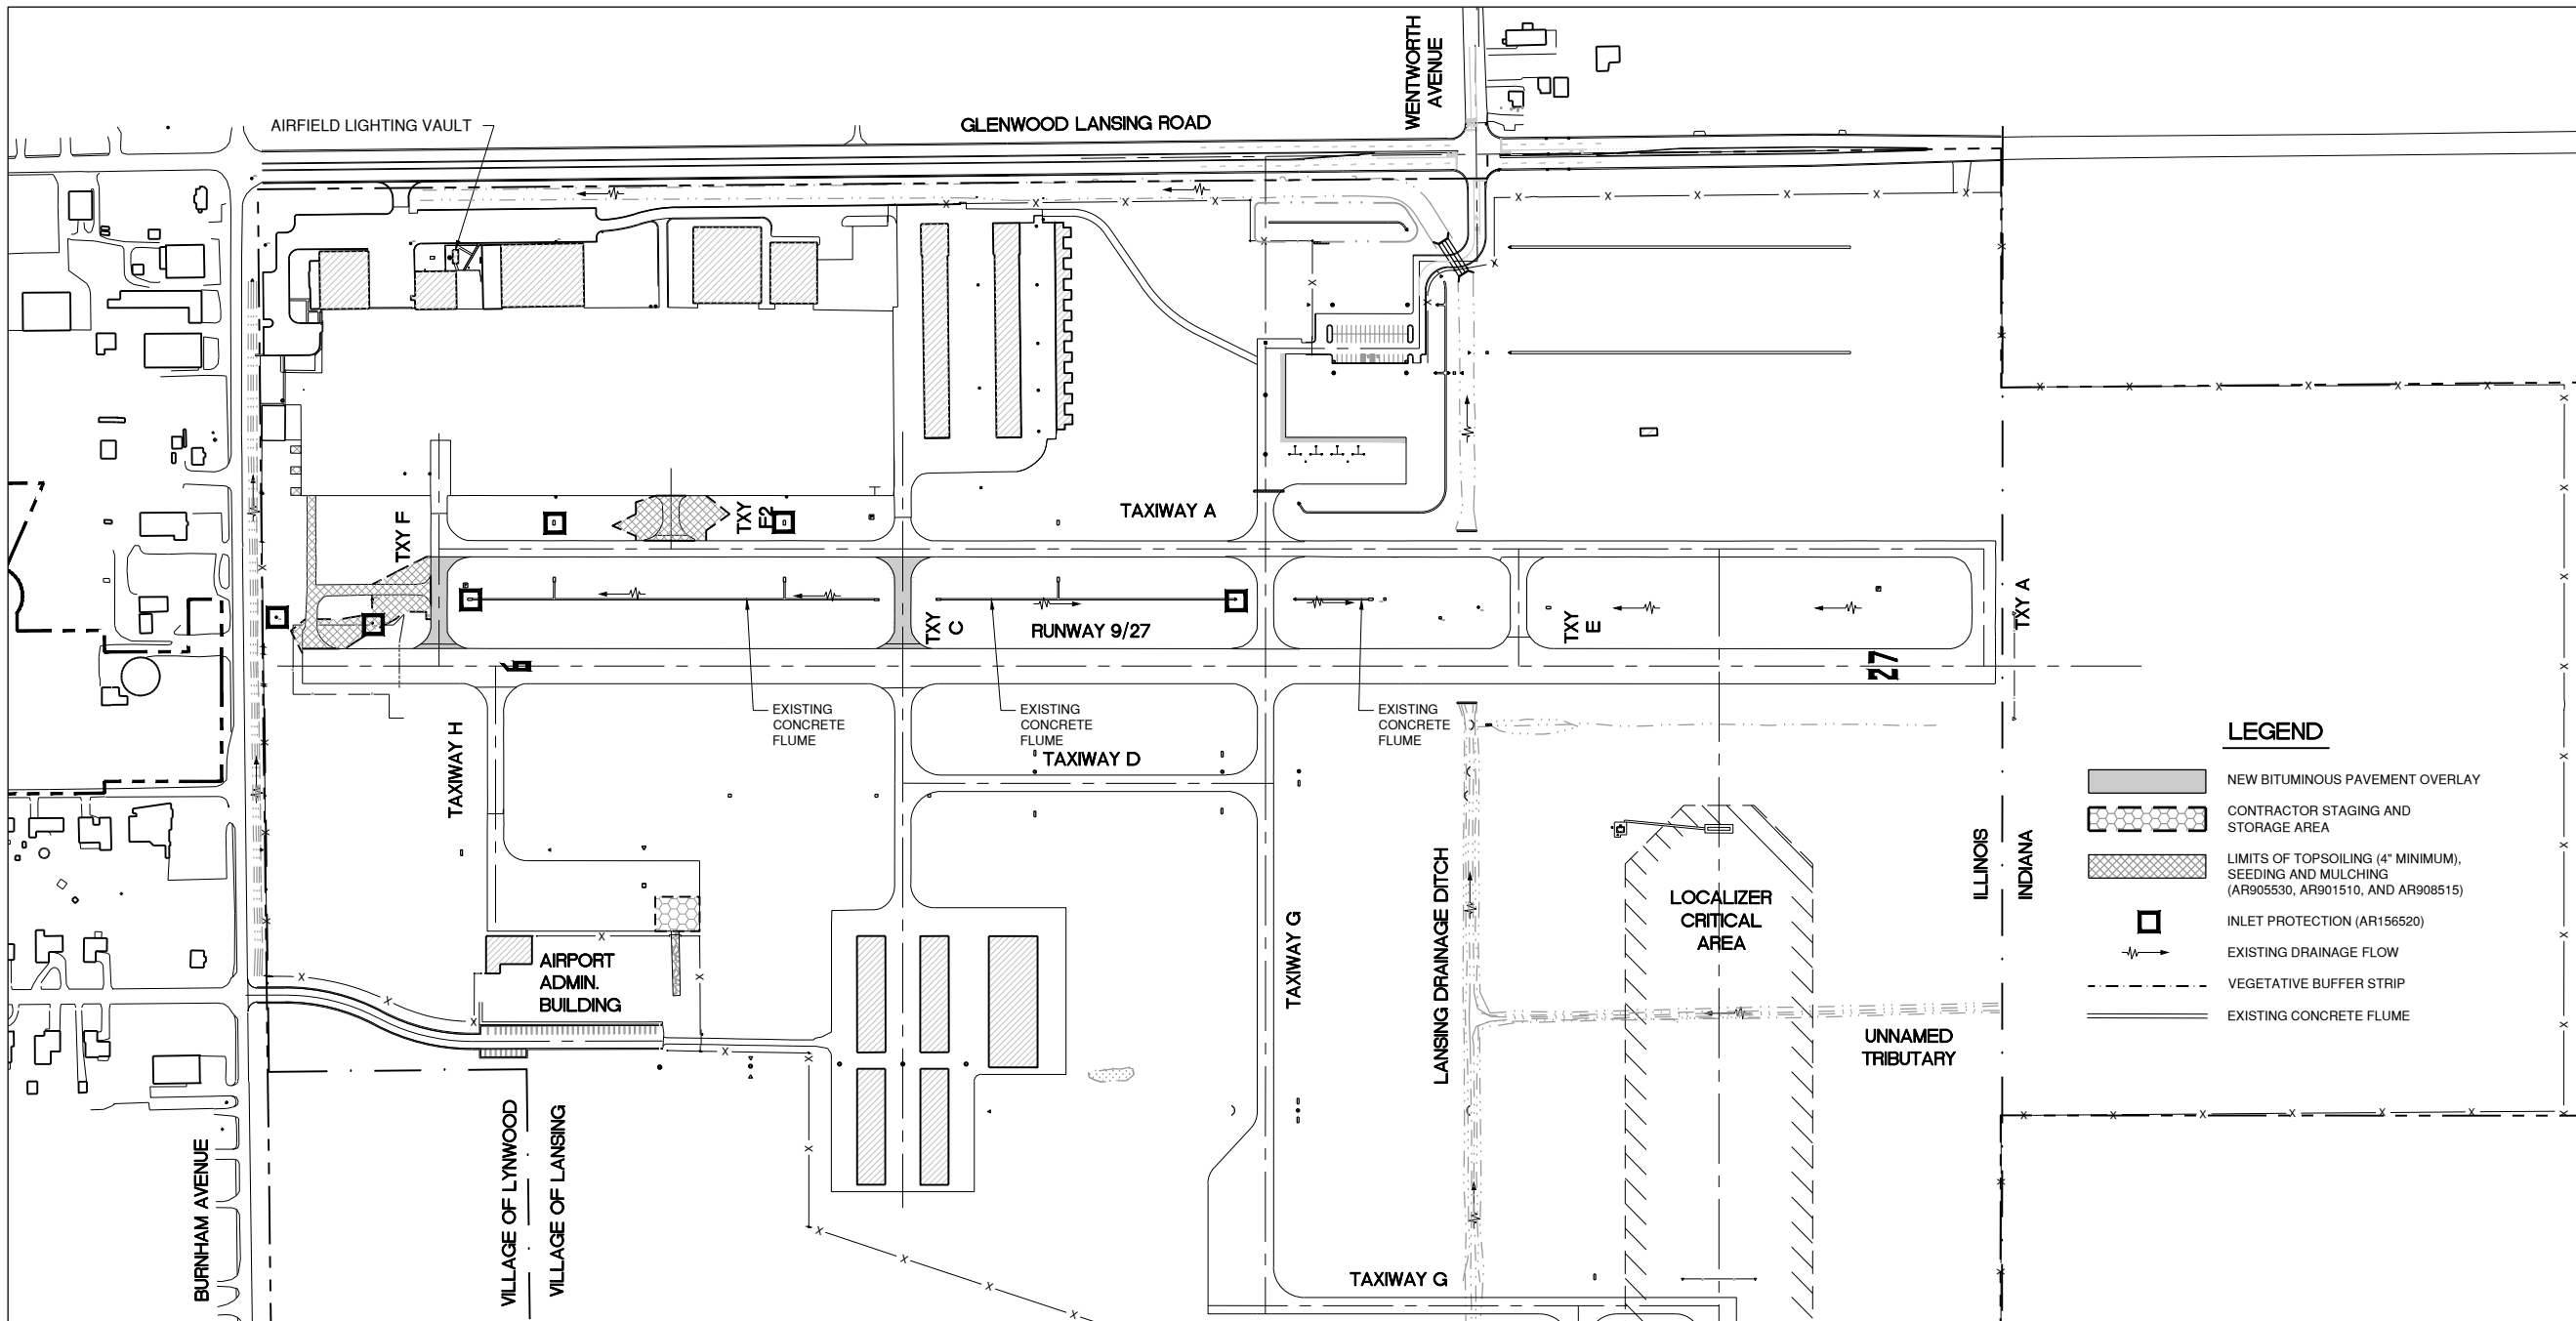 WENTWORTH
AVENUE
AIRFIELD LIGHTING VAULT
GLENWOOD LANSING ROAD
TXY F
TXY
F2
TAXIWAY A
TXY
C
RUNWAY 9/27
TXY
E
TXY A
27
TAXIWAY H
EXISTING
CONCRETE
FLUME
EXISTING
CONCRETE
FLUME
EXISTING
CONCRETE
FLUME
TAXIWAY D
LEGEND
NEW BITUMINOUS PAVEMENT OVERLAY
CONTRACTOR STAGING AND
STORAGE AREA
LIMITS OF TOPSOILING (4" MINIMUM),
SEEDING AND MULCHING
(AR905530, AR901510, AND AR908515)
INLET PROTECTION (AR156520)
EXISTING DRAINAGE FLOW
VEGETATIVE BUFFER STRIP
EXISTING CONCRETE FLUME
ILLINOIS
INDIANA
LOCALIZER
CRITICAL
AREA
LANSING DRAINAGE DITCH
TAXIWAY G
AIRPORT
ADMIN.
BUILDING
UNNAMED
TRIBUTARY
BURNHAM AVENUE
VILLAGE OF LYNWOOD
VILLAGE OF LANSING
TAXIWAY G